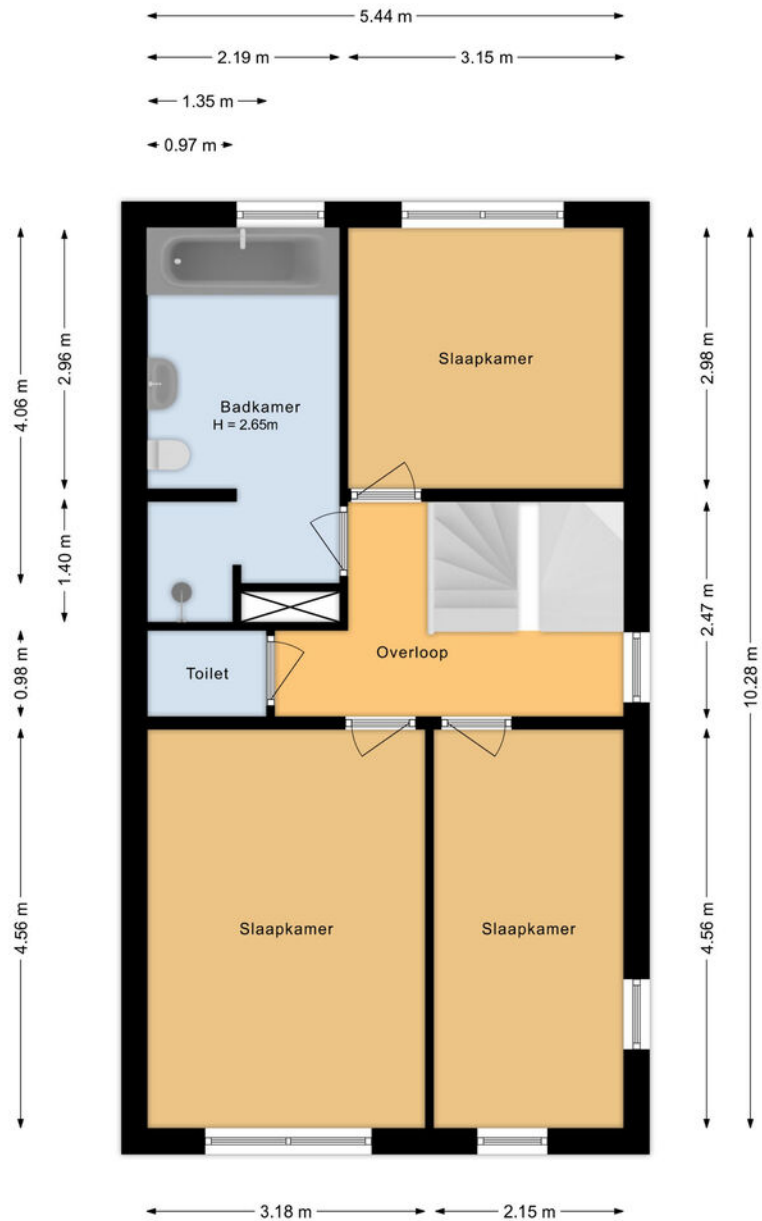 5.44 m
2.19 m
3.15 m
1.35 m
0.97 m
4.06 m
2.96 m
2.98 m
Slaapkamer
Badkamer
H = 2.65m
1.40 m
2.47 m
0.98 m
10.28 m
Overloop
Toilet
4.56 m
Slaapkamer
Slaapkamer
4.56 m
3.18 m
2.15 m